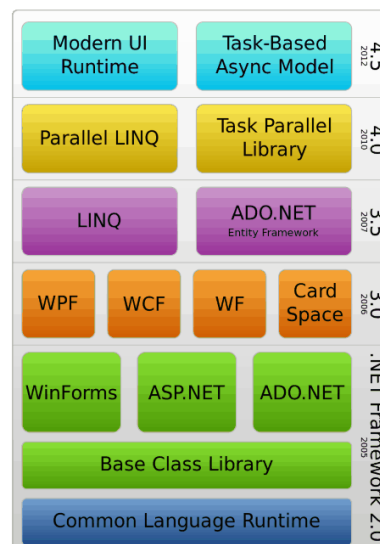 Modern UI
Runtime
Task-Based
Async Model
4.5
2012
Parallel LINQ
Task Parallel
Library
4.0
2010
LINQ
ADO.NET
Entity Framework
3.5
2007
WPF
WCF
WF
Card
Space
3.0
2006
WinForms
ASP.NET
ADO.NET
Base Class Library
Common Language Runtime
.NET Framework 2.0
2005